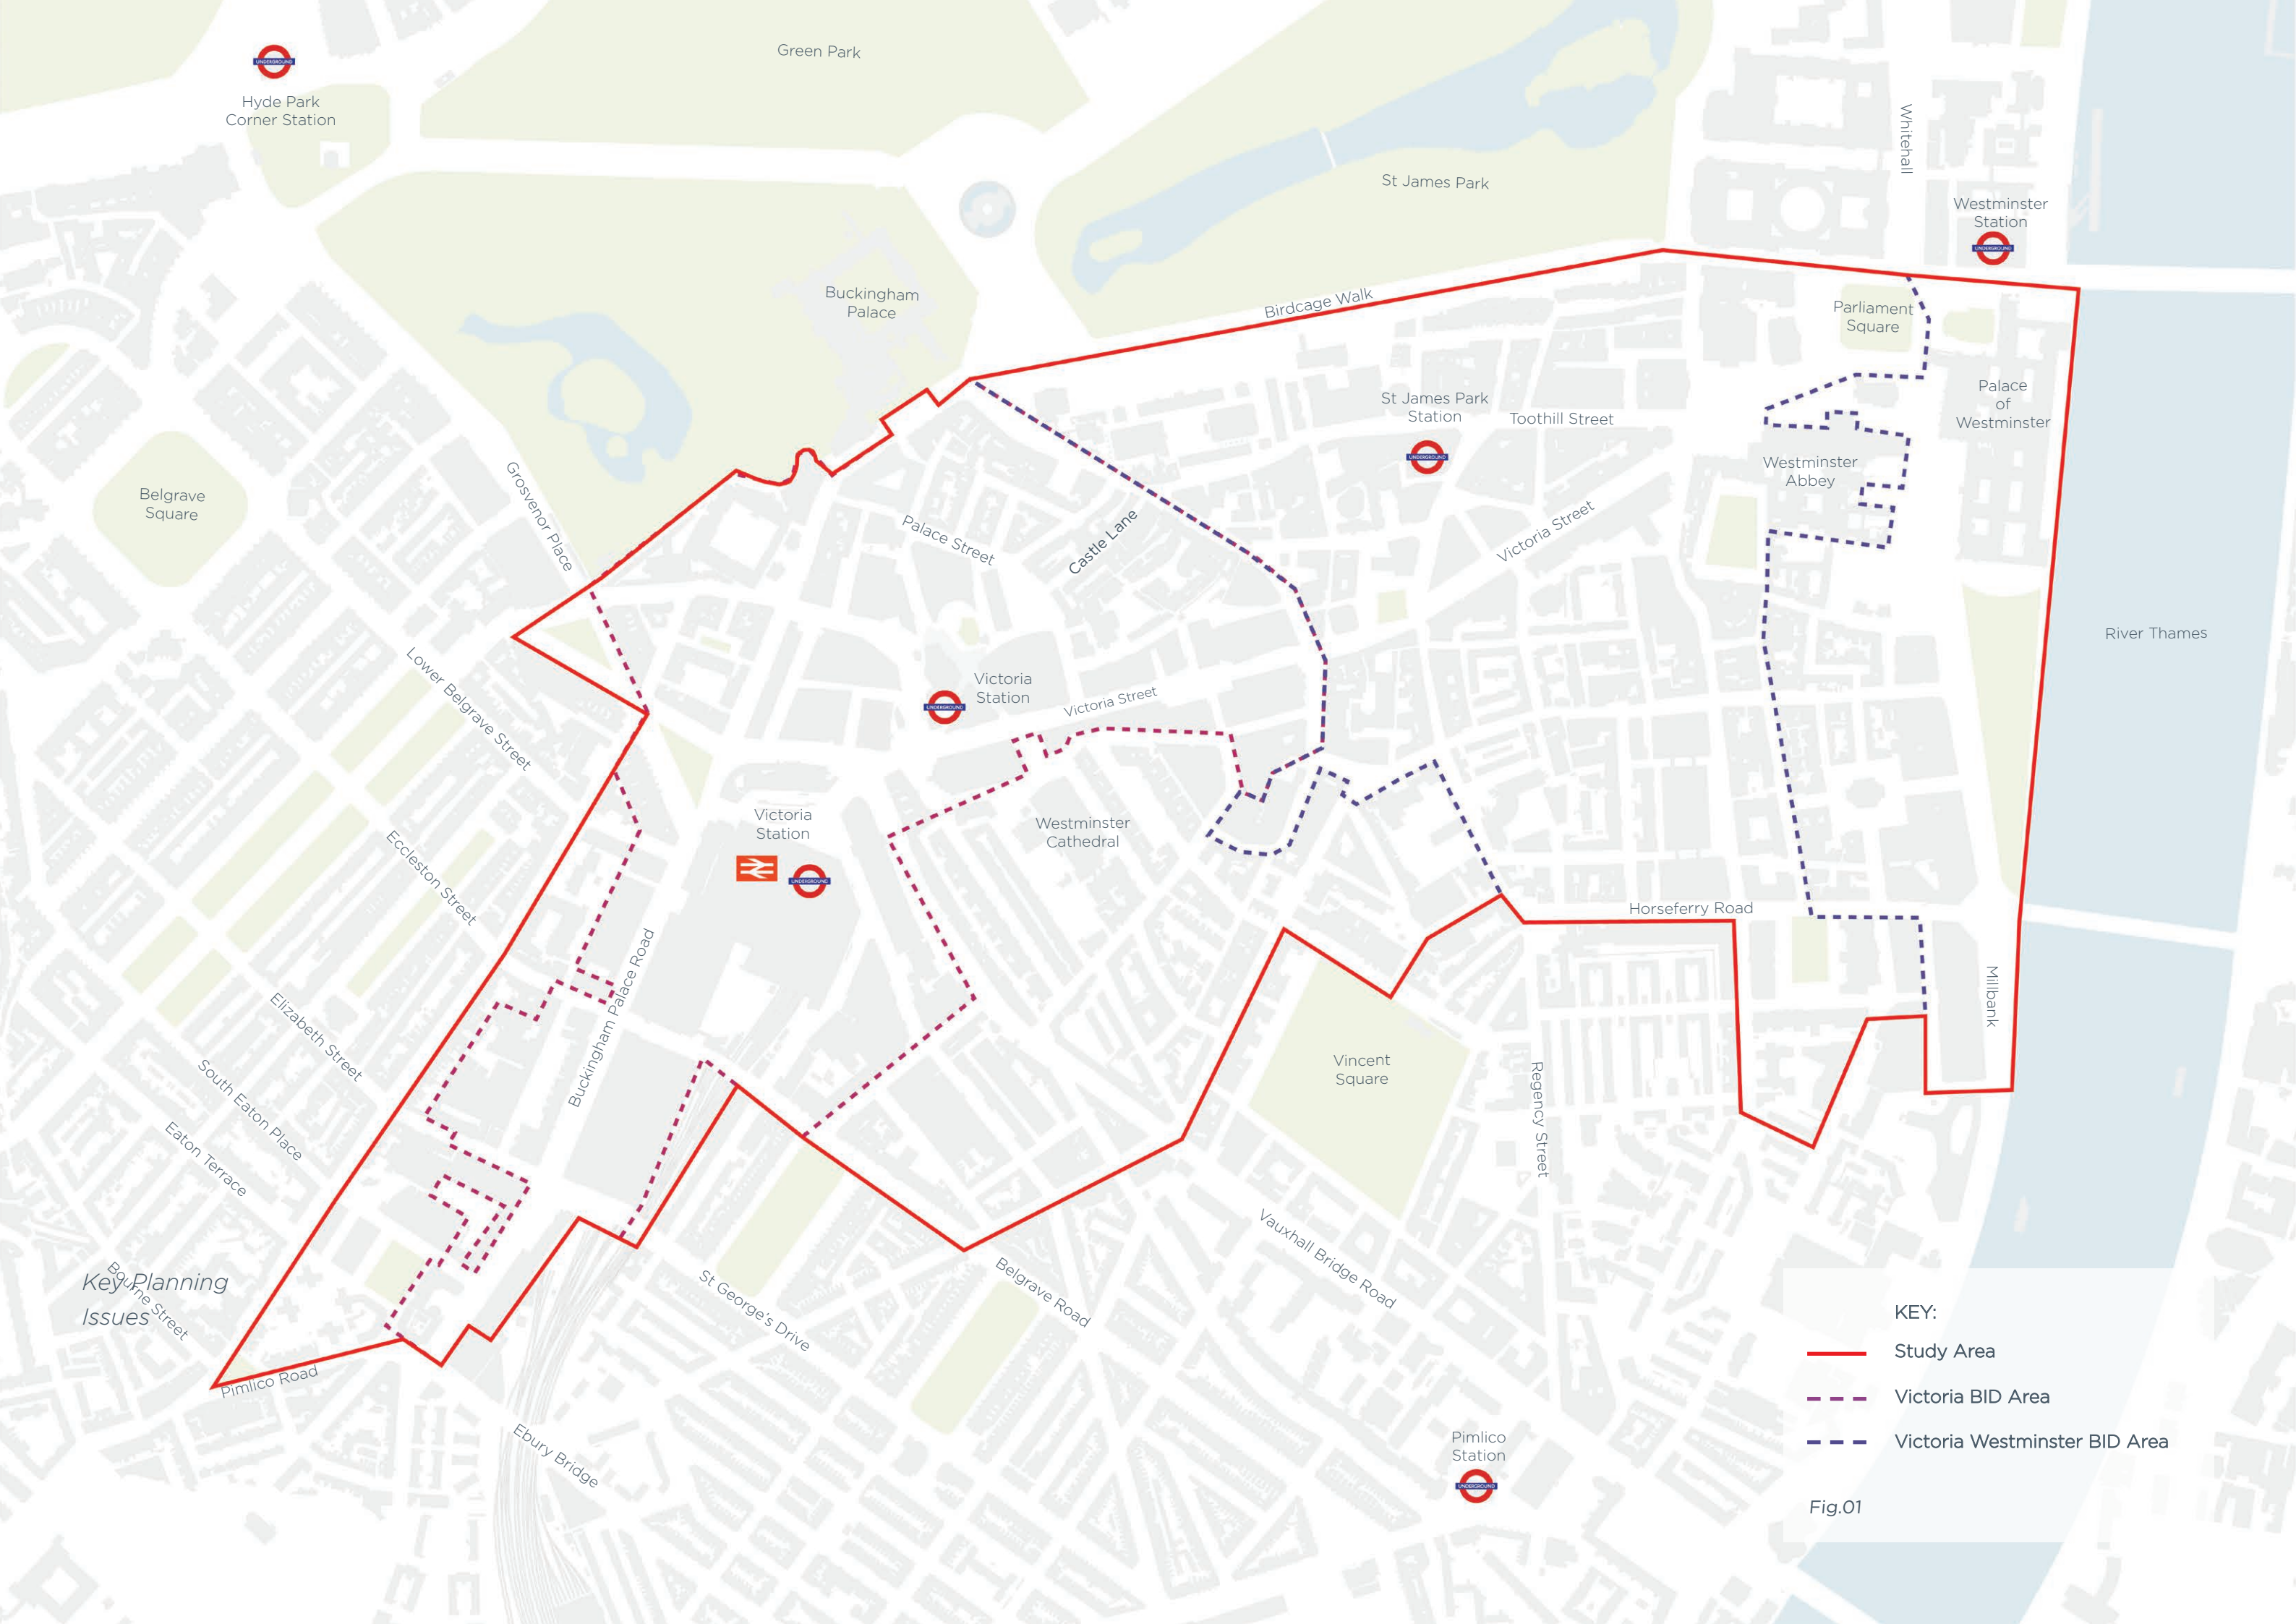 Green Park
UNDERGROUND
Hyde Park
Corner Station
Whitehall
St James Park
Westminster
Station
UNDERGROUND
Buckingham
Palace
Birdcage Walk
Parliament
Square
Palace
of
Westminster
St James Park
Station
Toothill Street
UNDERGROUND
Westminster
Abbey
Belgrave
Square
Grosvenor Place
Palace Street
Castle Lane
Victoria Street
River Thames
Lower Belgrave Street
Victoria
Station
UNDERGROUND
Victoria Street
Victoria
Station
UNDERGROUND
Westminster
Cathedral
Eccleston Street
Horseferry Road
Buckingham Palace Road
Millbank
Elizabeth Street
Vincent
Square
Regency Street
South Eaton Place
Eaton Terrace
Key Planning
Issues
Bourne Street
Vauxhall Bridge Road
Belgrave Road
St George's Drive
Pimlico Road
Ebury Bridge
Pimlico
Station
UNDERGROUND
KEY:
Study Area
Victoria BID Area
Victoria Westminster BID Area
Fig.01